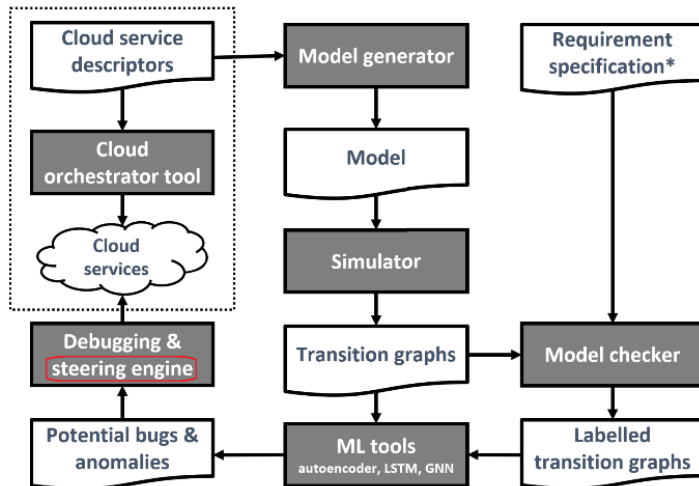 Cloud service
descriptors
Model generator
Requirement
specification*
Cloud
orchestrator tool
Model
Cloud
services
Simulator
Debugging &
steering engine
Transition graphs
Model checker
Potential bugs &
anomalies
ML tools
autoencoder, LSTM, GNN
Labelled
transition graphs